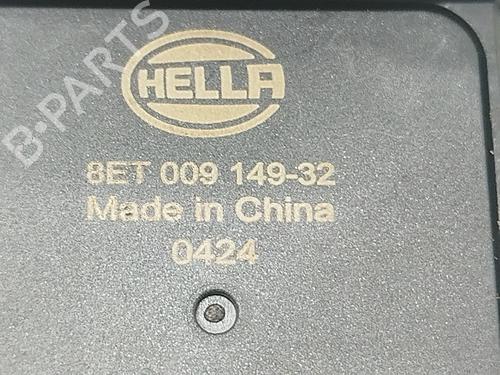 B-PARTS
HELLA
8ET 009 149-32
Made in China
0424